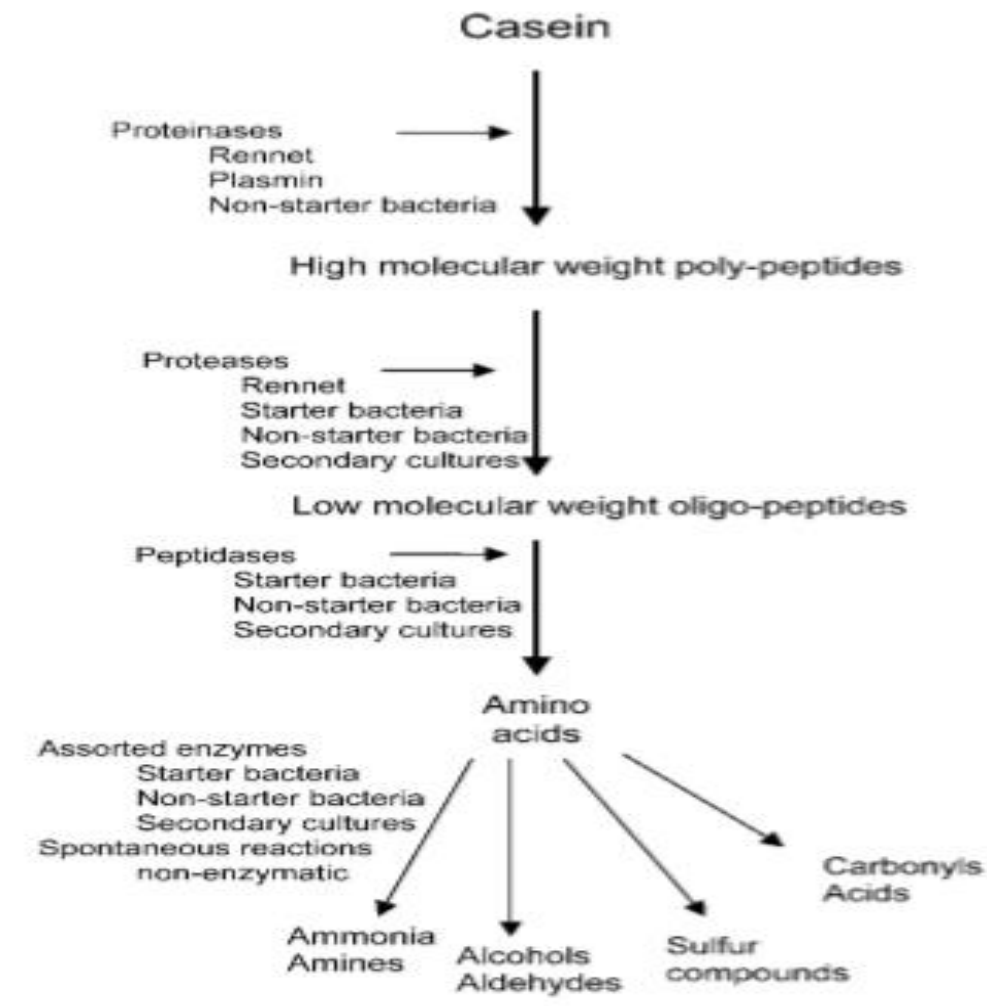 Casein
Proteinases
Rennet
Plasmin
Non-starter bacteria
High molecular weight poly-peptides
Proteases
Rennet
Starter bacteria
Non-starter bacteria
Secondary cultures
Low molecular weight oligo-peptides
Peptidases
Starter bacteria
Non-starter bacteria
Secondary cultures
Amino
acids
Assorted enzymes
Starter bacteria
Non-starter bacteria
Secondary cultures
Spontaneous reactions
non-enzymatic
Ammonia
Amines
Alcohols
Aldehydes
Sulfur
compounds
Carbonyls
Acids